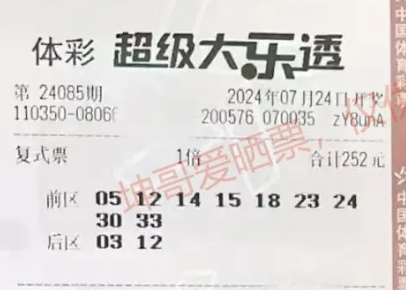 体彩 超级大乐透
第 24085期 2024年07月24日开奖
110350-0806 200576 070035 zY8unA
复式票 1倍 合计252元
前区 05 12 14 15 18 23 24
30 33
后区 03 12
坤哥爱晒票,
中国体育彩
中国体育彩票